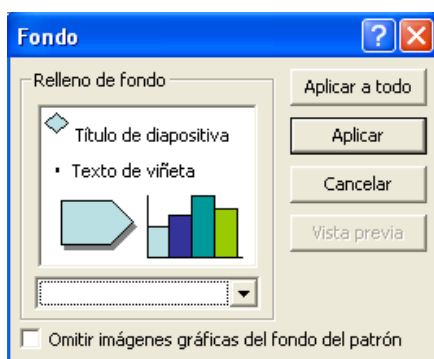 Fondo
Relleno de fondo
Título de diapositiva
Texto de viñeta
Aplicar a todo
Aplicar
Cancelar
Vista previa
Omitir imágenes gráficas del fondo del patrón